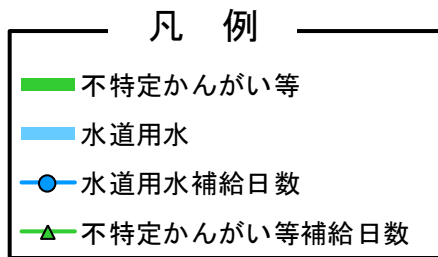 凡 例
不特定かんがい等
水道用水
水道用水補給日数
不特定かんがい等補給日数